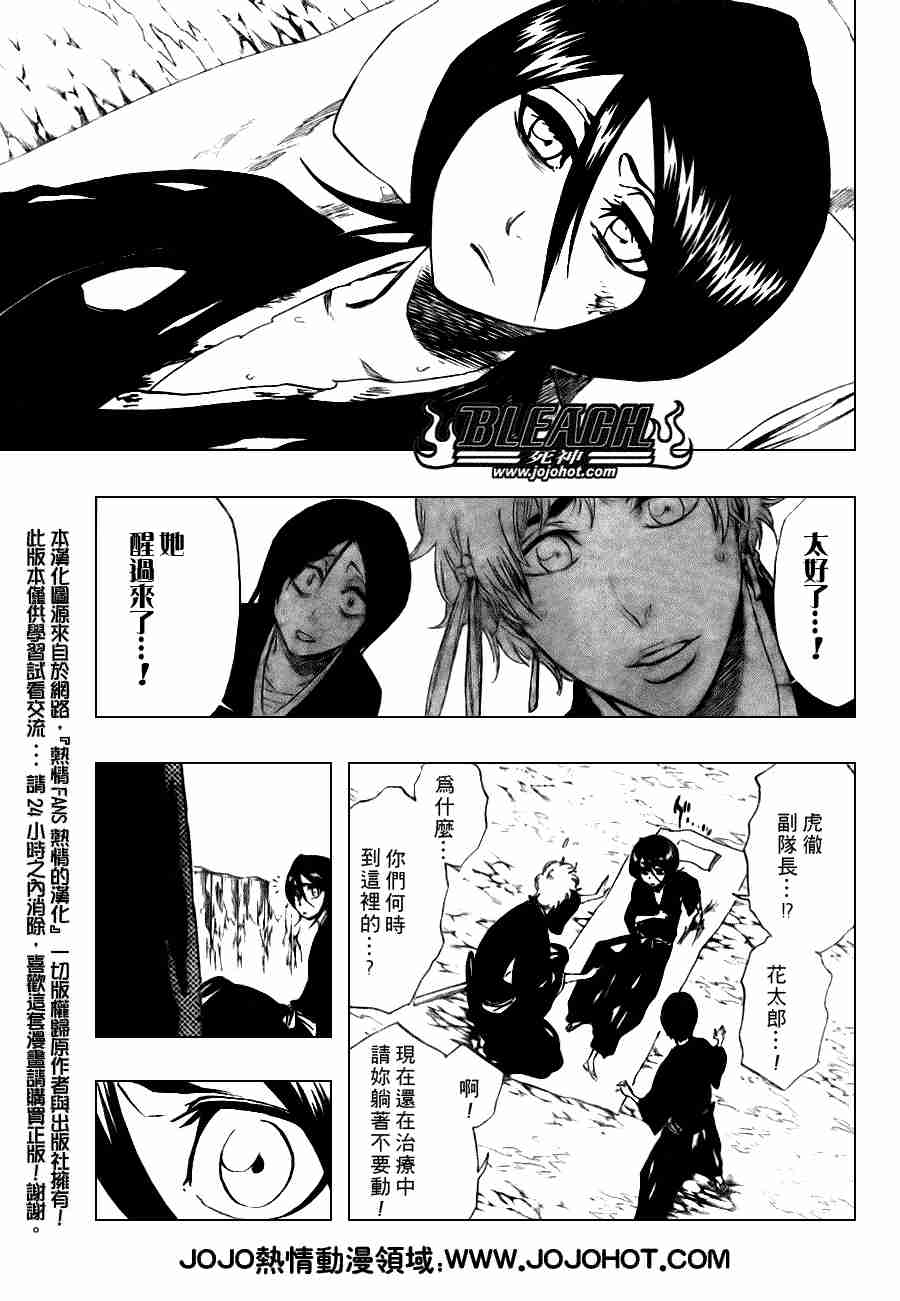 BLEACH
死神
www.jojohot.com
太好了…!
她
醒過來了…!
虎徹
副隊長…!?
花太郎…!
為什麼…
你們何時
到這裡的…?
啊!
現在還在治療中
請妳躺著不要動!
本漢化圖源來自於網路,『熱情FANS 熱情的漢化』 一切版權歸原作者與出版社擁有!
此版本僅供學習試看交流… 請 24 小時之內消除,喜歡這套漫畫請購買正版!謝謝。
JOJO熱情動漫領域:WWW.JOJOHOT.COM